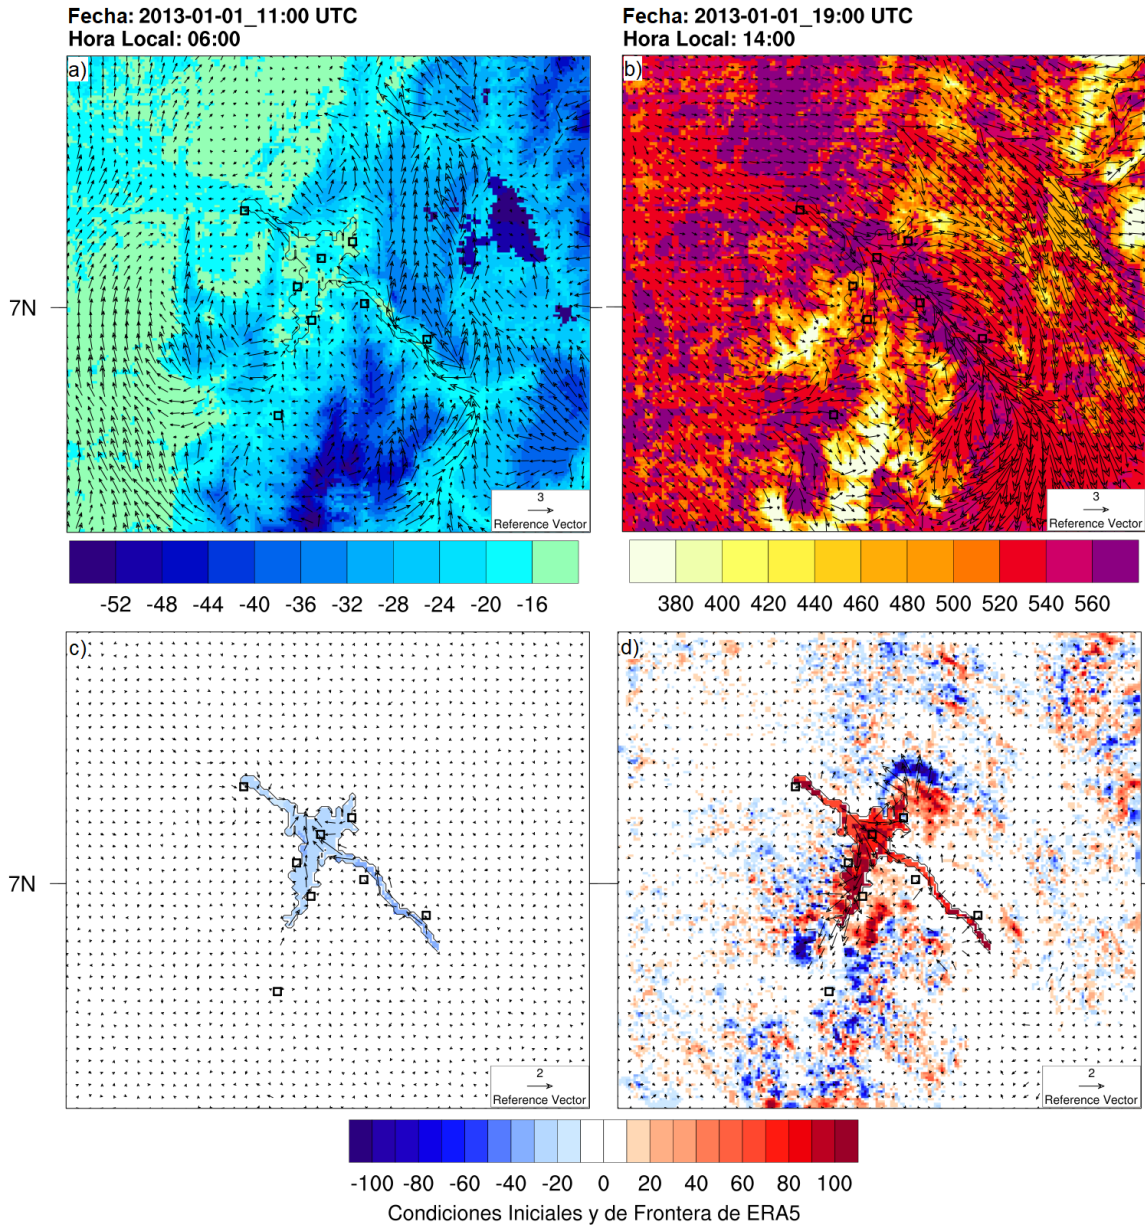 Fecha: 2013-01-01_11:00 UTC
Hora Local: 06:00
Fecha: 2013-01-01_19:00 UTC
Hora Local: 14:00
a)
b)
7N
3
Reference Vector
3
Reference Vector
-52 -48 -44 -40 -36 -32 -28 -24 -20 -16
380 400 420 440 460 480 500 520 540 560
c)
d)
7N
2
Reference Vector
2
Reference Vector
-100 -80 -60 -40 -20 0 20 40 60 80 100
Condiciones Iniciales y de Frontera de ERA5